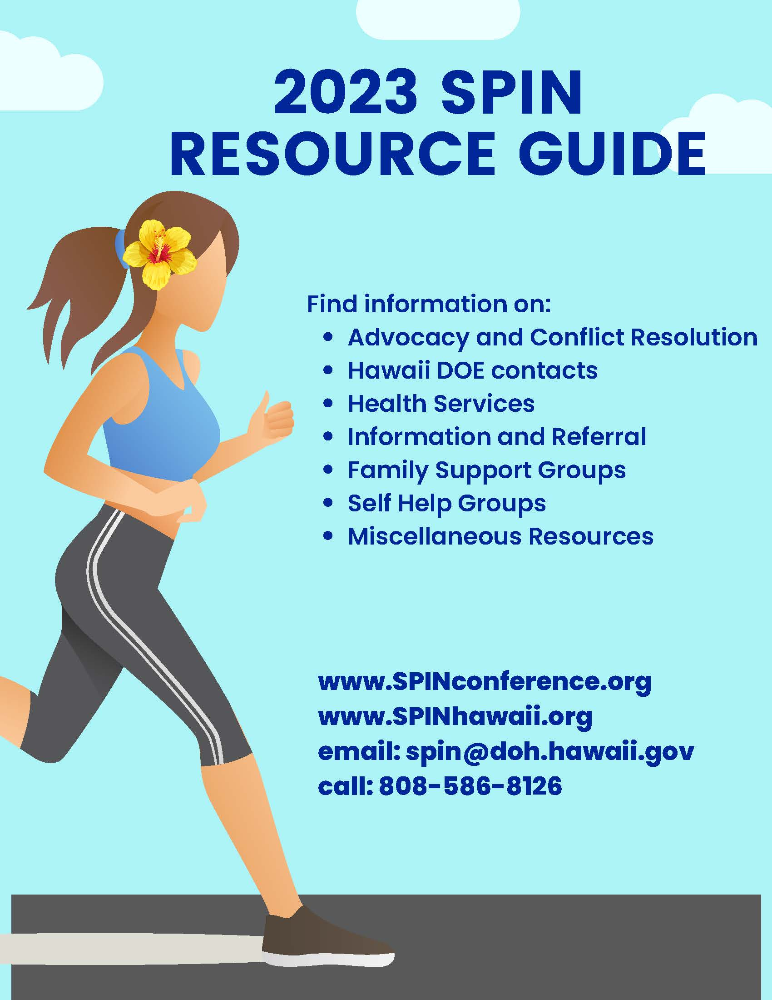 2023 SPIN
RESOURCE GUIDE
Find information on:
• Advocacy and Conflict Resolution
• Hawaii DOE contacts
• Health Services
• Information and Referral
• Family Support Groups
• Self Help Groups
• Miscellaneous Resources
www.SPINconference.org
www.SPINhawaii.org
email: spin@doh.hawaii.gov
call: 808-586-8126